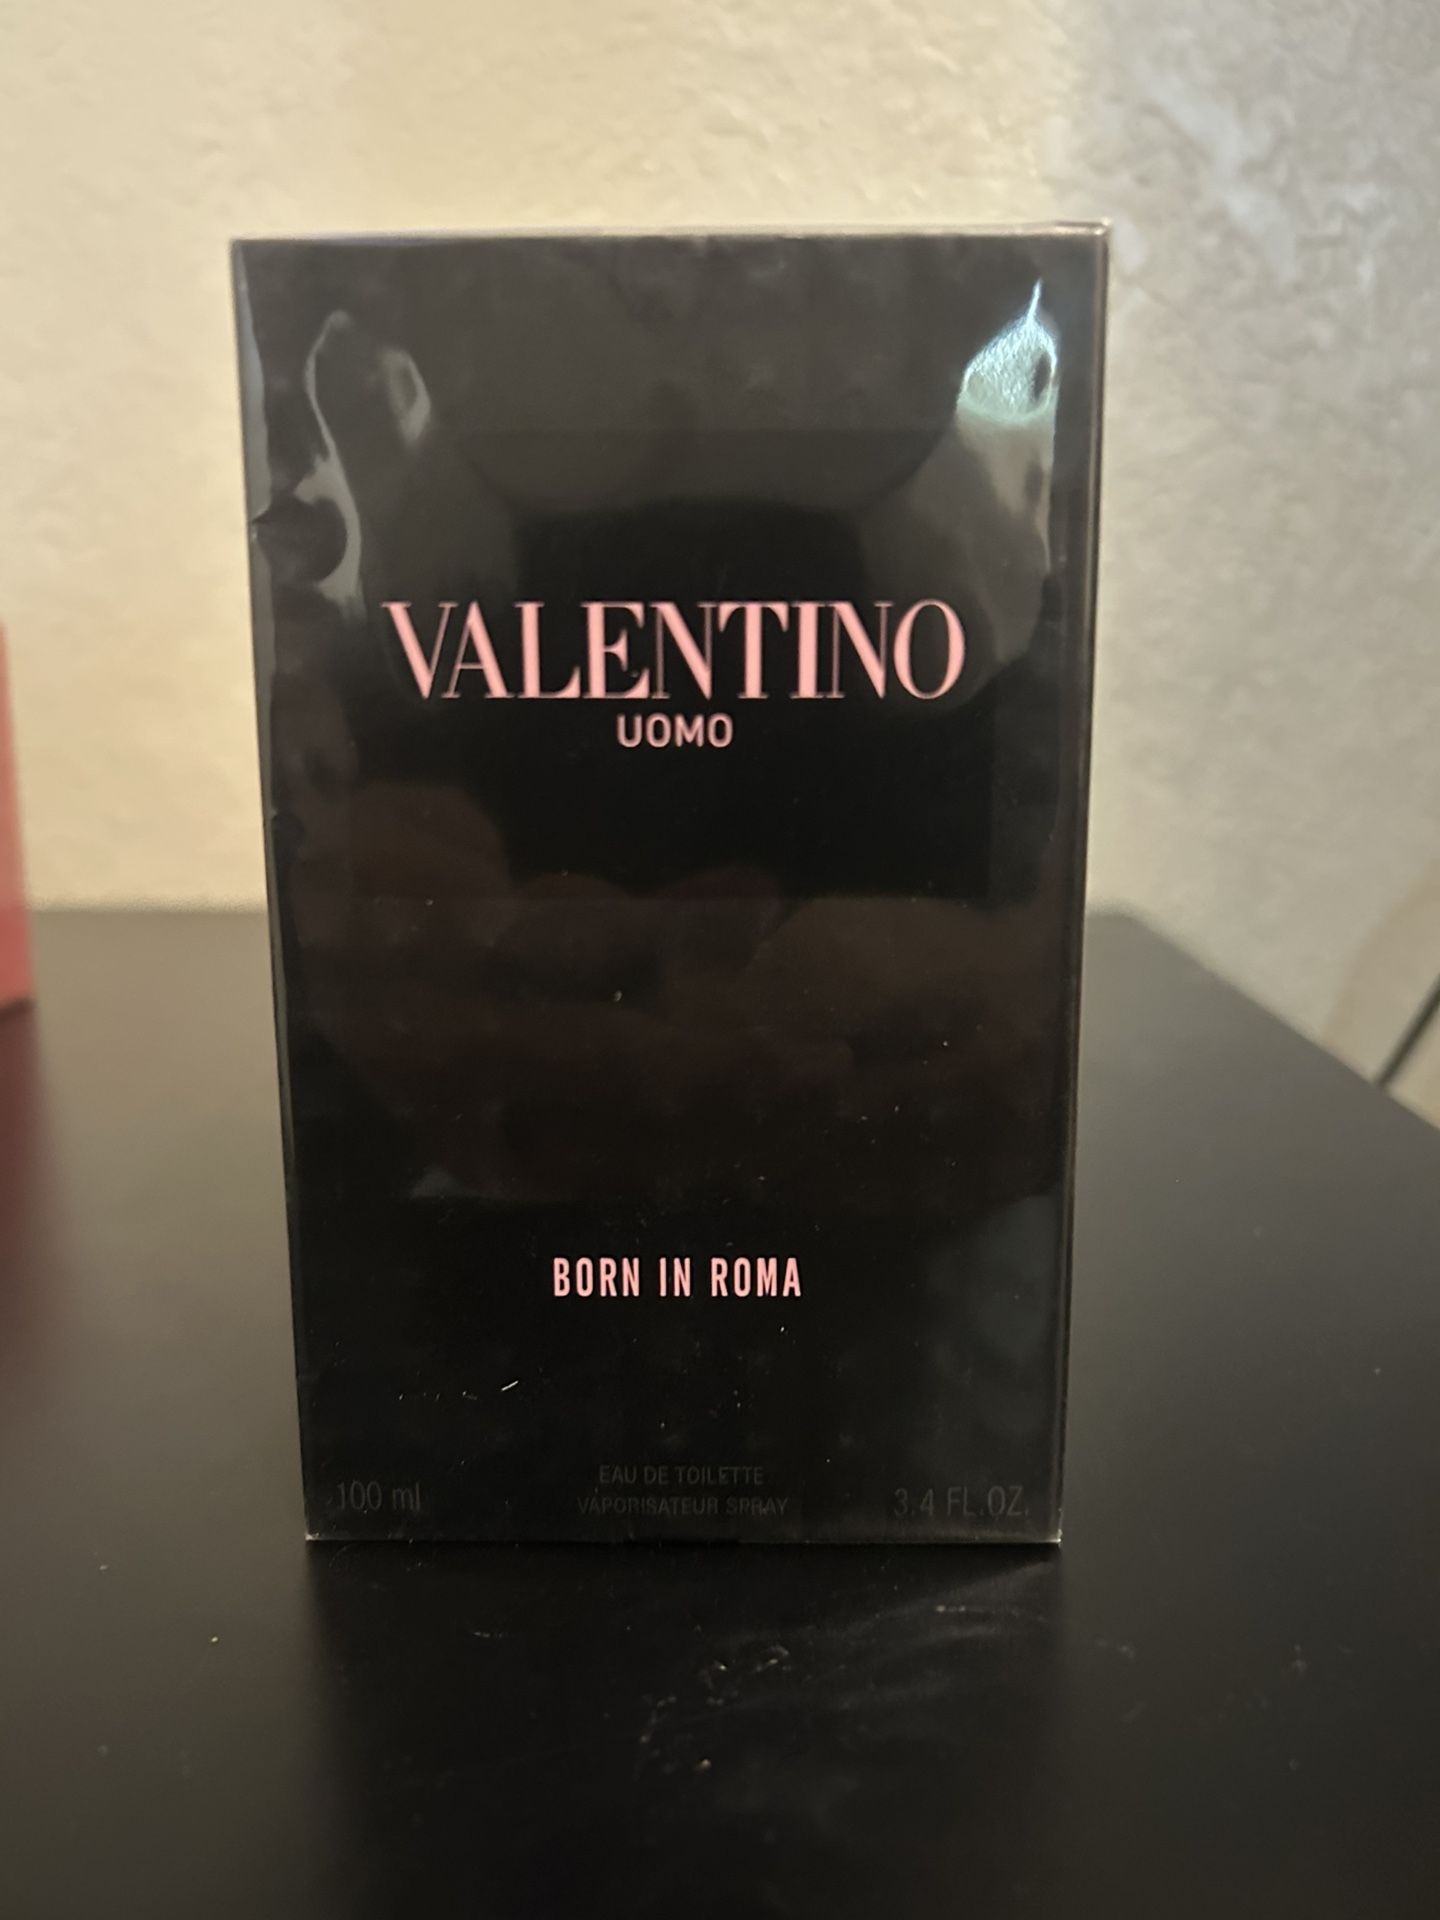 VALENTINO
UOMO
BORN IN ROMA
EAU DE TOILETTE
100 ml VAPORISATEUR SPRAY 3.4 FL.OZ.